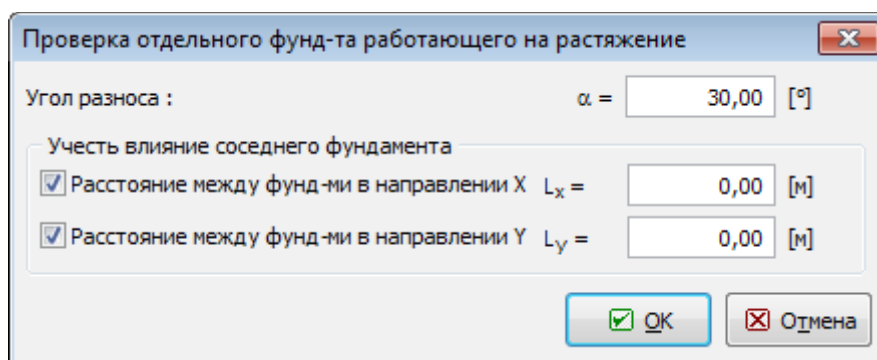 Проверка отдельного фунд-та работающего на растяжение
Угол разноса : α = 30,00 [°]
Учесть влияние соседнего фундамента
Расстояние между фунд-ми в направлении X Lx = 0,00 [м]
Расстояние между фунд-ми в направлении Y Ly = 0,00 [м]
OK Отмена